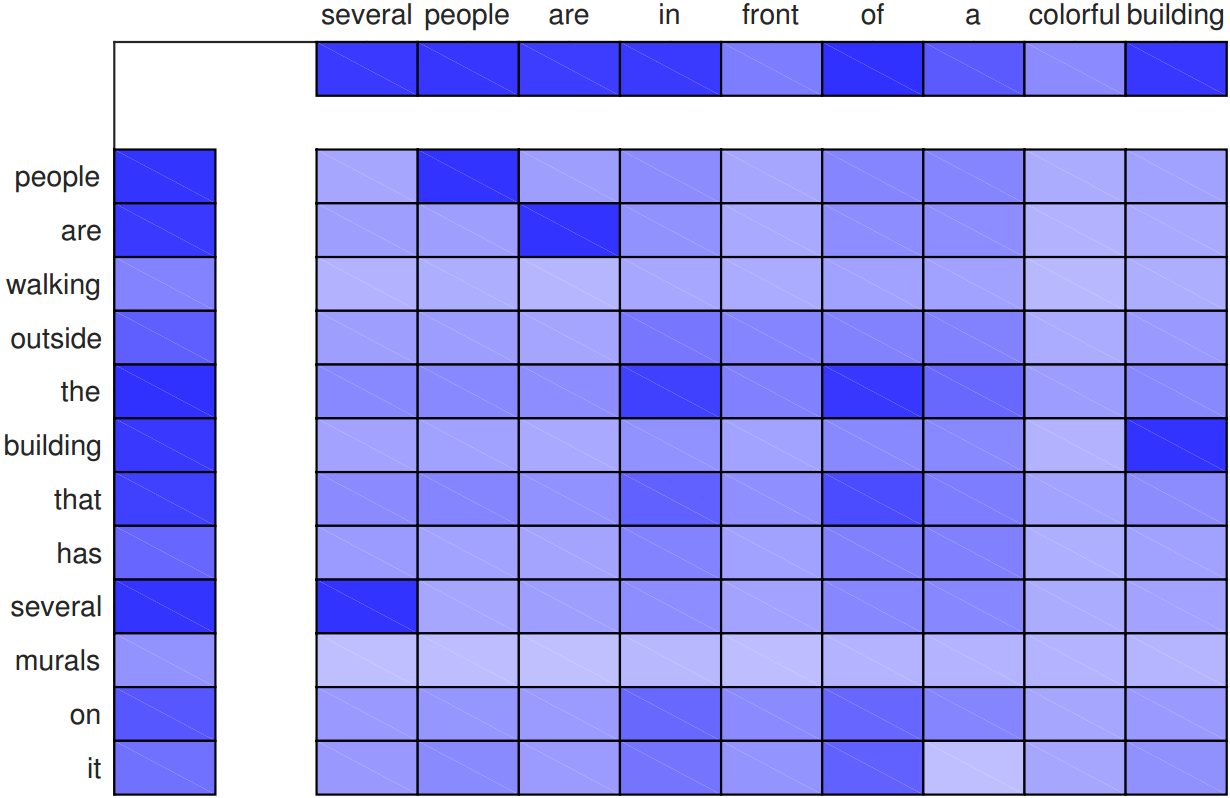 several people are in front of a colorful building
people
are
walking
outside
the
building
that
has
several
murals
on
it